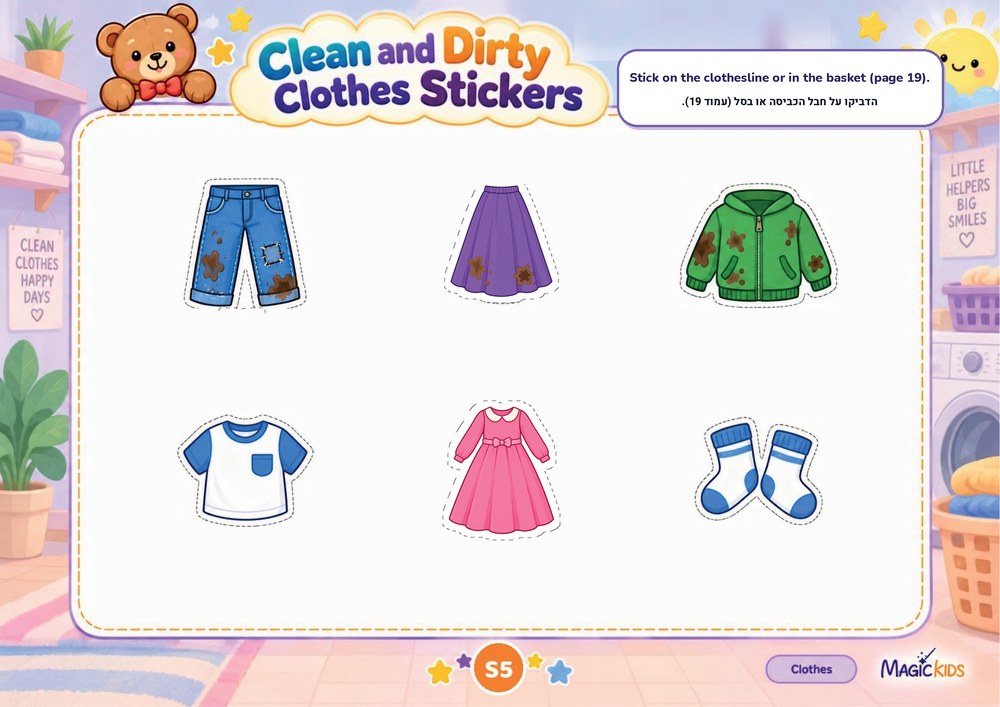 Clean and Dirty
Clothes Stickers
Stick on the clothesline or in the basket (page 19).
הדביקו על חבל הכביסה או בסל (עמוד 19).
CLEAN
CLOTHES
HAPPY
DAYS
LITTLE
HELPERS
BIG
SMILES
S5
Clothes
MAGIC KIDS